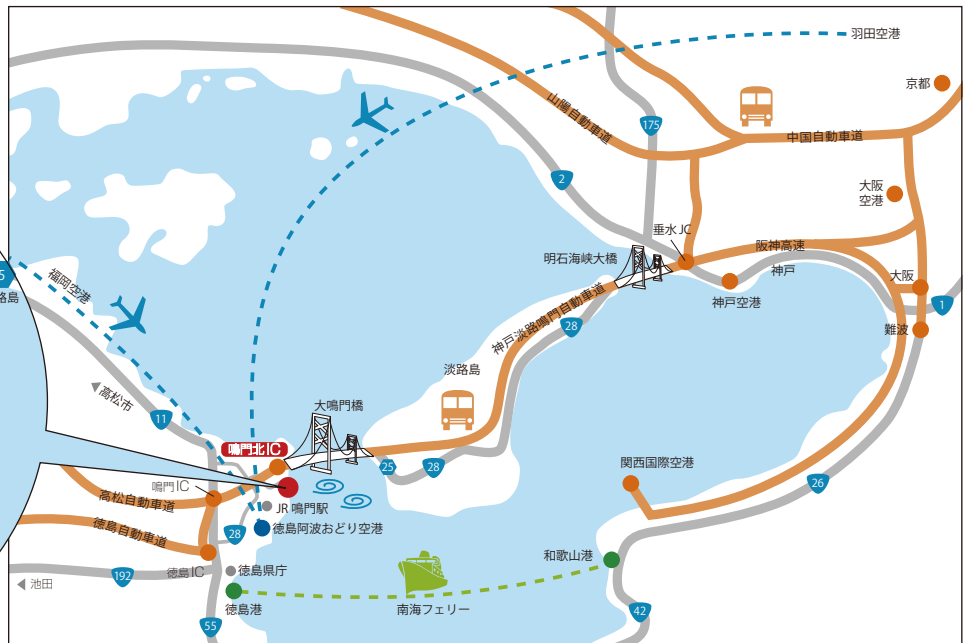 羽田空港
京都
山陽自動車道
175
中国自動車道
2
大阪
空港
垂水JC
阪神高速
明石海峡大橋
神戸
5
路島
福岡空港
神戸空港
大阪
1
神戸淡路鳴門自動車道
28
難波
淡路島
高松市
11
大鳴門橋
鳴門北IC
25
28
関西国際空港
26
鳴門IC
高松自動車道
JR 鳴門駅
徳島自動車道
28
徳島阿波おどり空港
和歌山港
徳島IC
徳島県庁
192
池田
徳島港
南海フェリー
42
55